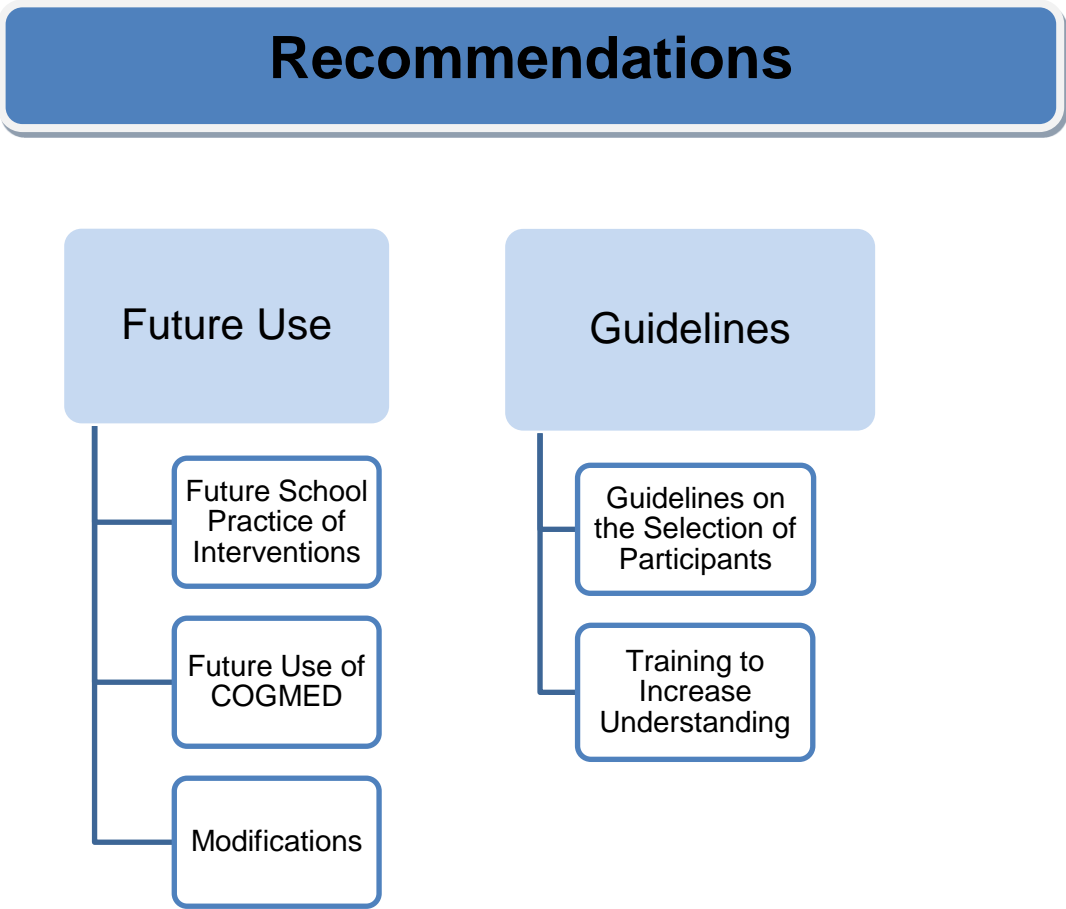 Recommendations
Future Use
Future School
Practice of
Interventions
Future Use of
COGMED
Modifications
Guidelines
Guidelines on
the Selection of
Participants
Training to
Increase
Understanding